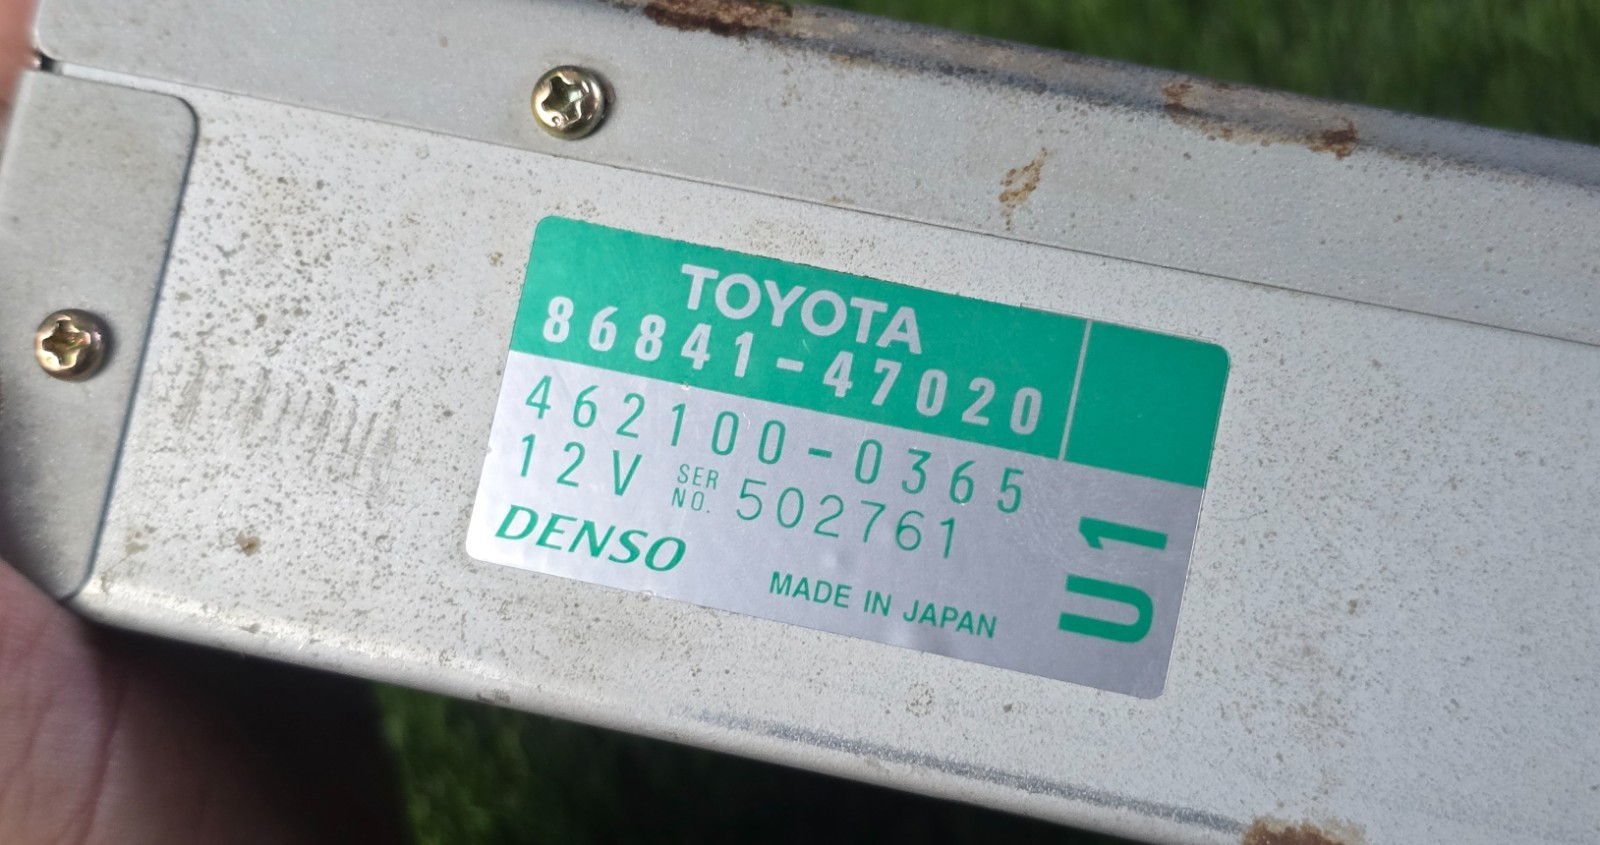 TOYOTA
86841-47020
462100-0365
12V SER NO. 502761
DENSO
MADE IN JAPAN
U1